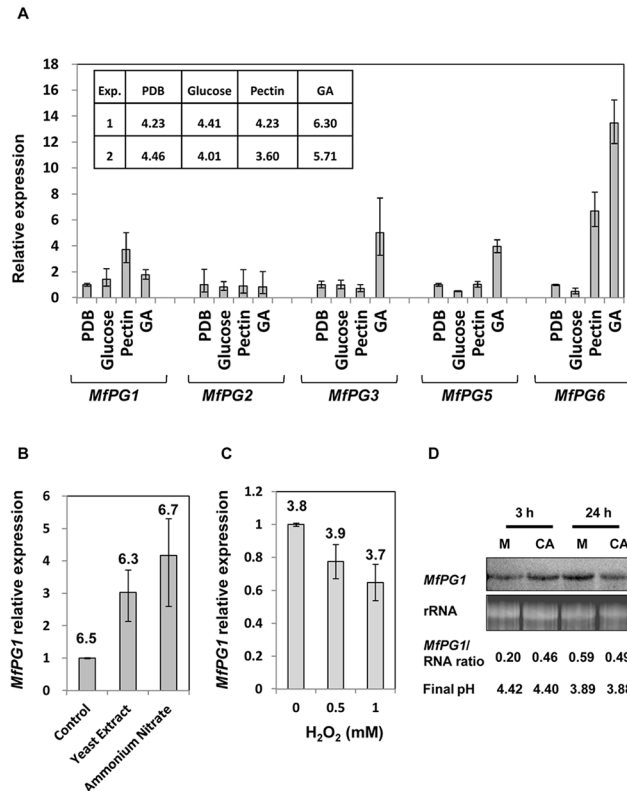 A
Relative expression
18
16
14
12
10
8
6
4
2
0
Exp. PDB Glucose Pectin GA
1 4.23 4.41 4.23 6.30
2 4.46 4.01 3.60 5.71
PDB Glucose Pectin GA PDB Glucose Pectin GA PDB Glucose Pectin GA PDB Glucose Pectin GA PDB Glucose Pectin GA
MfPG1 MfPG2 MfPG3 MfPG5 MfPG6
B
MfPG1 relative expression
6
5
4
3
2
1
0
6.5 6.3 6.7
Control Yeast Extract Ammonium Nitrate
C
MfPG1 relative expression
1.2
1
0.8
0.6
0.4
0.2
0
3.8 3.9 3.7
0 0.5 1
H₂O₂ (mM)
D
3 h 24 h
M CA M CA
MfPG1
rRNA
MfPG1/
RNA ratio 0.20 0.46 0.59 0.49
Final pH 4.42 4.40 3.89 3.88